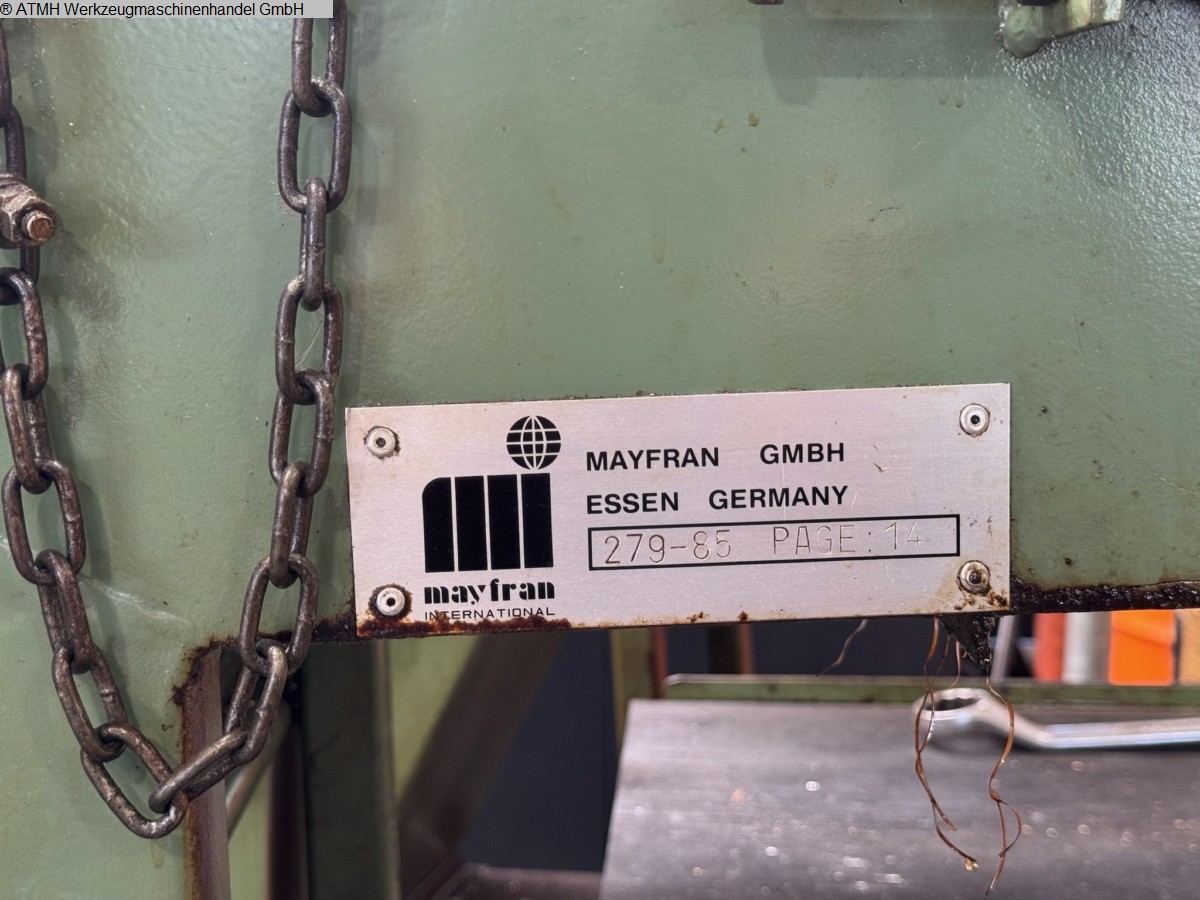 ® ATMH Werkzeugmaschinenhandel GmbH
MAYFRAN GMBH
ESSEN GERMANY
279-85 PAGE: 14
mayfran
INTERNATIONAL